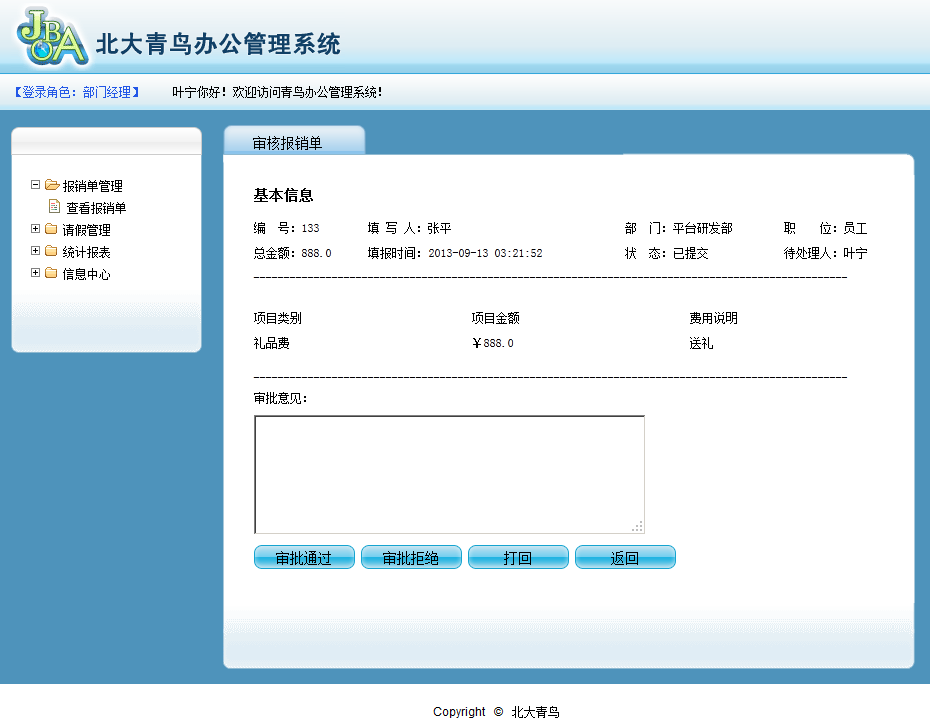 JBOA 北大青鸟办公管理系统
【登录角色：部门经理】 叶宁你好！欢迎访问青鸟办公管理系统！
审核报销单
报销单管理
查看报销单
请假管理
统计报表
信息中心
基本信息
编 号：133 填 写 人：张平 部 门：平台研发部 职 位：员工
总金额：888.0 填报时间：2013-09-13 03:21:52 状 态：已提交 待处理人：叶宁
项目类别 项目金额 费用说明
礼品费 ￥888.0 送礼
审批意见：
审批通过 审批拒绝 打回 返回
Copyright © 北大青鸟